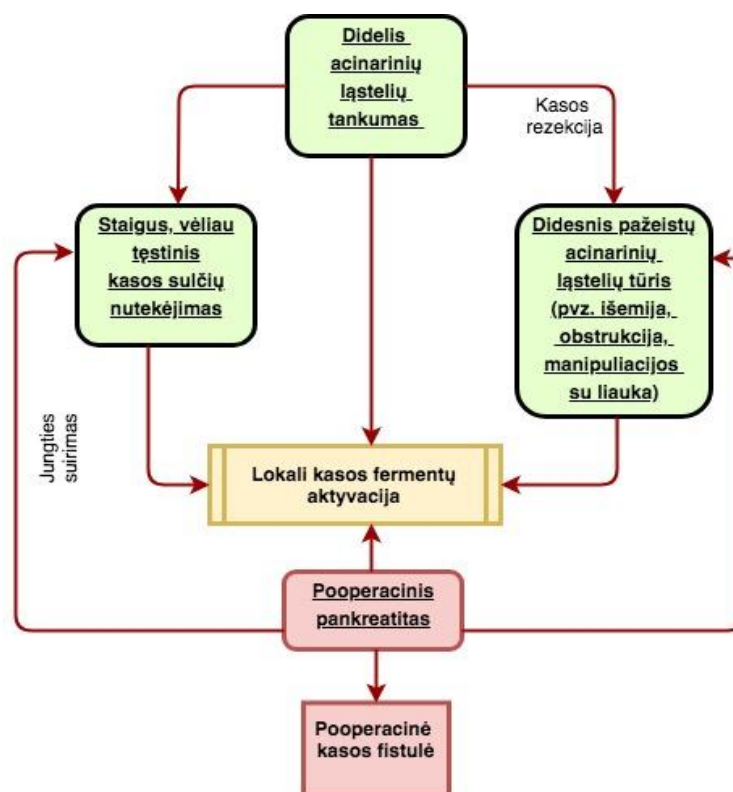 Didelis
acinarinių
ląstelių
tankumas
Kasos
rezekcija
Staigus, vėliau
tęstinis
kasos sulčių
nutekėjimas
Didesnis pažeistų
acinarinių
ląstelių tūris
(pvz. išemija,
obstrukcija,
manipuliacijos
su liauka)
Jungties
suirimas
Lokali kasos fermentų
aktyvacija
Pooperacinis
pankreatitas
Pooperacinė
kasos fistulė